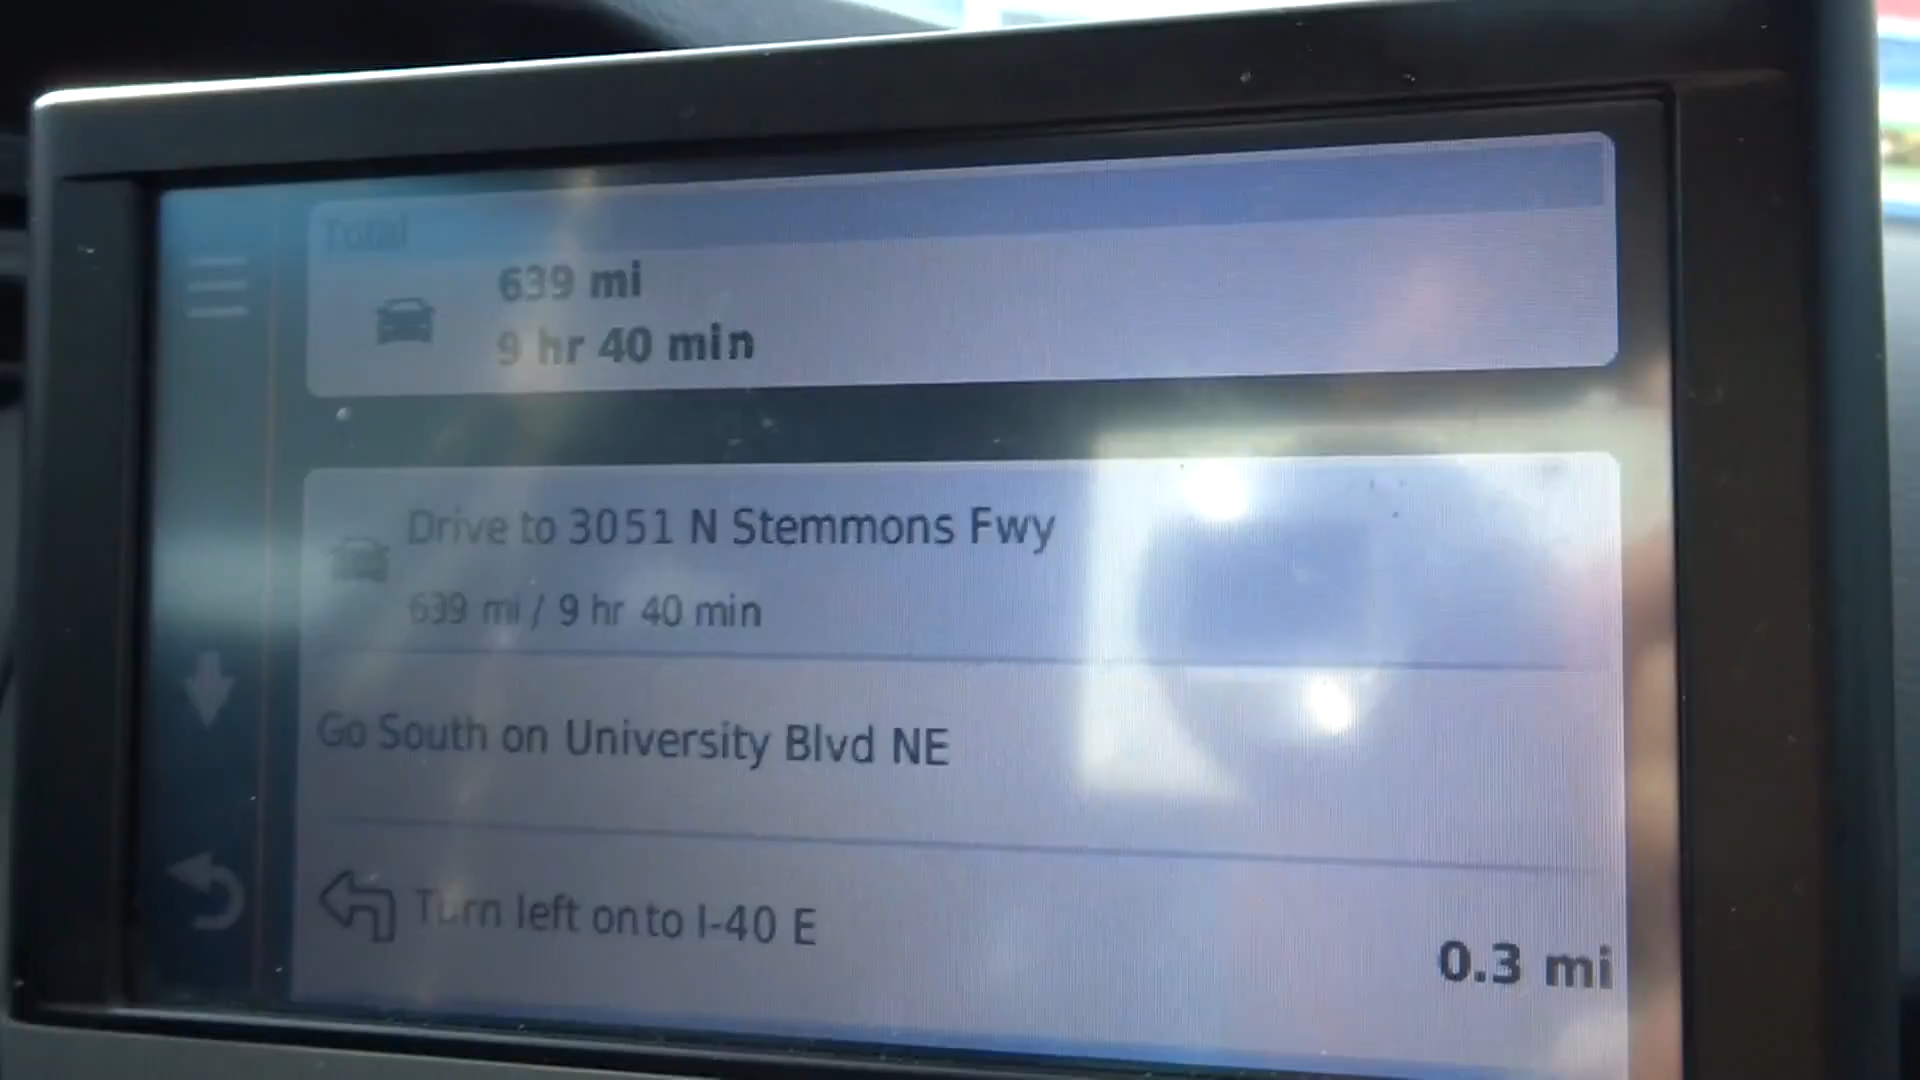 Total
639 mi
9 hr 40 min
Drive to 3051 N Stemmons Fwy
639 mi / 9 hr 40 min
Go South on University Blvd NE
Turn left onto I-40 E
0.3 mi